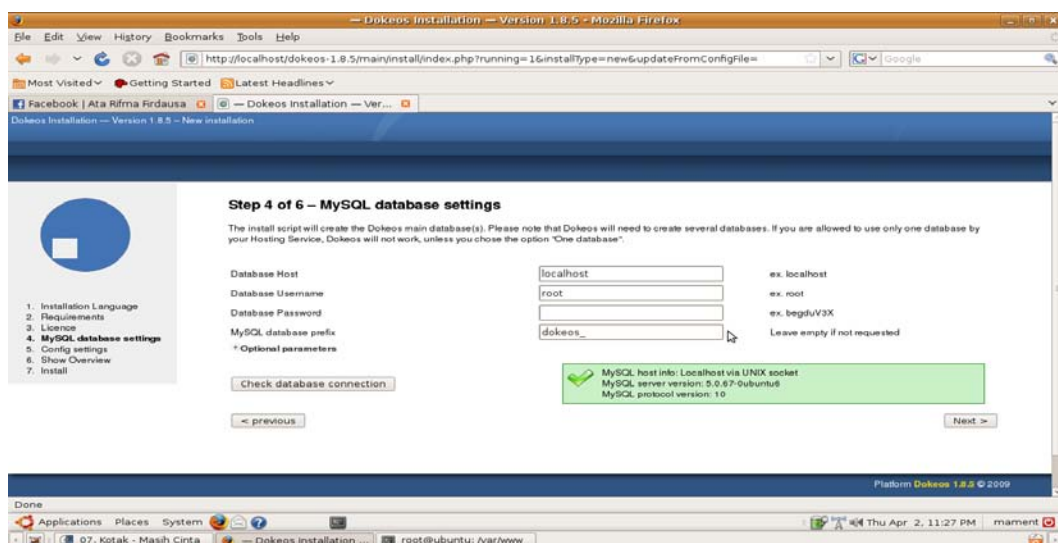 — Dokeos Installation — Version 1.8.5 - Mozilla Firefox
File Edit View History Bookmarks Tools Help
http://localhost/dokeos-1.8.5/main/install/index.php?running=1&installType=new&updateFromConfigFile=
Google
Most Visited Getting Started Latest Headlines
Facebook | Ata Rifma Firdausa — Dokeos Installation — Ver...
Dokeos Installation — Version 1.8.5 – New installation
1. Installation Language
2. Requirements
3. Licence
4. MySQL database settings
5. Config settings
6. Show Overview
7. Install
Step 4 of 6 – MySQL database settings
The install script will create the Dokeos main database(s). Please note that Dokeos will need to create several databases. If you are allowed to use only one database by
your Hosting Service, Dokeos will not work, unless you chose the option "One database".
Database Host localhost ex. localhost
Database Username root ex. root
Database Password ex. begduV3X
MySQL database prefix dokeos_ Leave empty if not requested
* Optional parameters
Check database connection
MySQL host info: Localhost via UNIX socket
MySQL server version: 5.0.67-0ubuntu6
MySQL protocol version: 10
< previous Next >
Platform Dokeos 1.8.5 © 2009
Done
Applications Places System Thu Apr 2, 11:27 PM mament
07. Kotak - Masih Cinta — Dokeos Installation ... root@ubuntu: /var/www